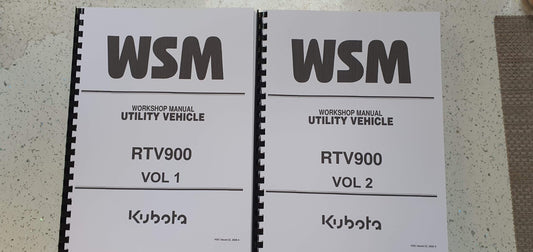 WSM
WORKSHOP MANUAL
UTILITY VEHICLE
RTV900
VOL 1
Kubota
WSM
WORKSHOP MANUAL
UTILITY VEHICLE
RTV900
VOL 2
Kubota